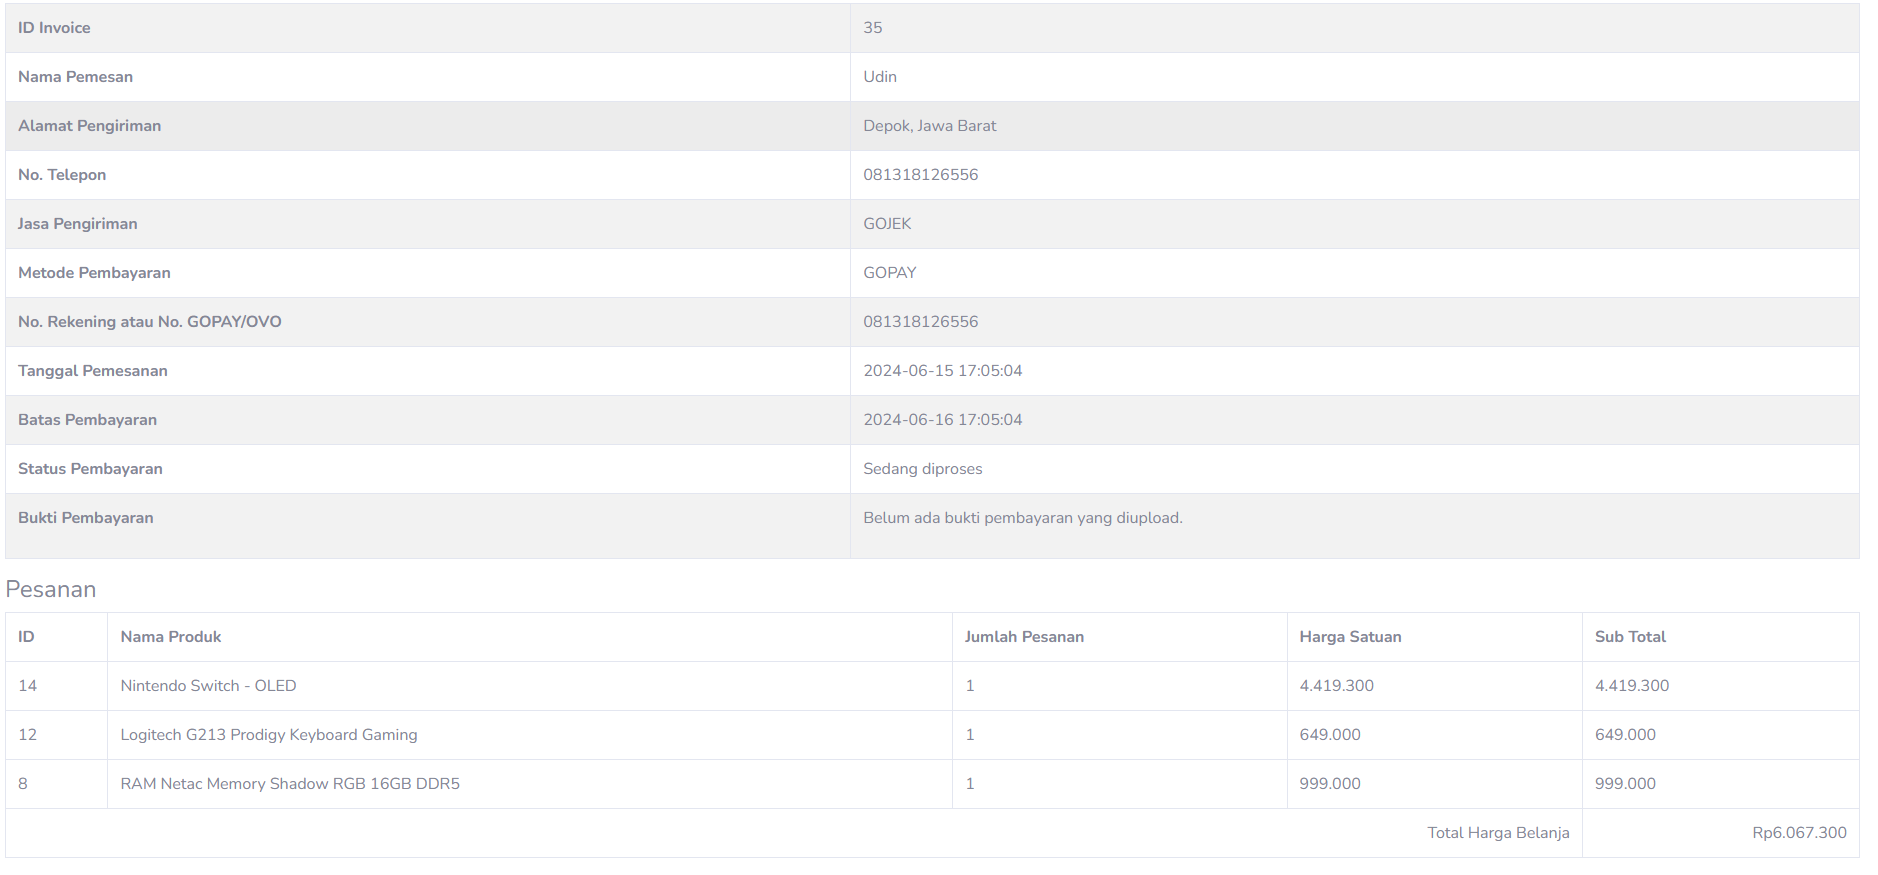 ID Invoice 35
Nama Pemesan Udin
Alamat Pengiriman Depok, Jawa Barat
No. Telepon 081318126556
Jasa Pengiriman GOJEK
Metode Pembayaran GOPAY
No. Rekening atau No. GOPAY/OVO 081318126556
Tanggal Pemesanan 2024-06-15 17:05:04
Batas Pembayaran 2024-06-16 17:05:04
Status Pembayaran Sedang diproses
Bukti Pembayaran Belum ada bukti pembayaran yang diupload.
Pesanan
ID Nama Produk Jumlah Pesanan Harga Satuan Sub Total
14 Nintendo Switch - OLED 1 4.419.300 4.419.300
12 Logitech G213 Prodigy Keyboard Gaming 1 649.000 649.000
8 RAM Netac Memory Shadow RGB 16GB DDR5 1 999.000 999.000
Total Harga Belanja Rp6.067.300